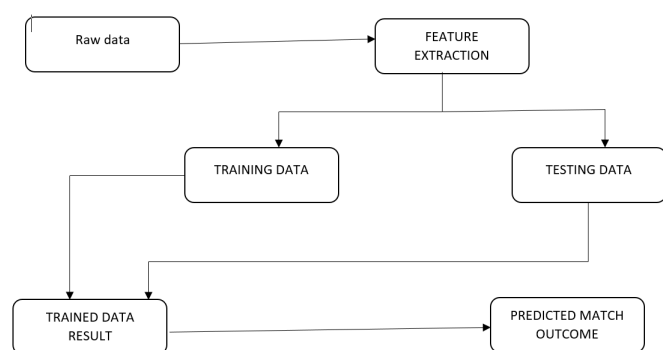 Raw data
FEATURE
EXTRACTION
TRAINING DATA
TESTING DATA
TRAINED DATA
RESULT
PREDICTED MATCH
OUTCOME